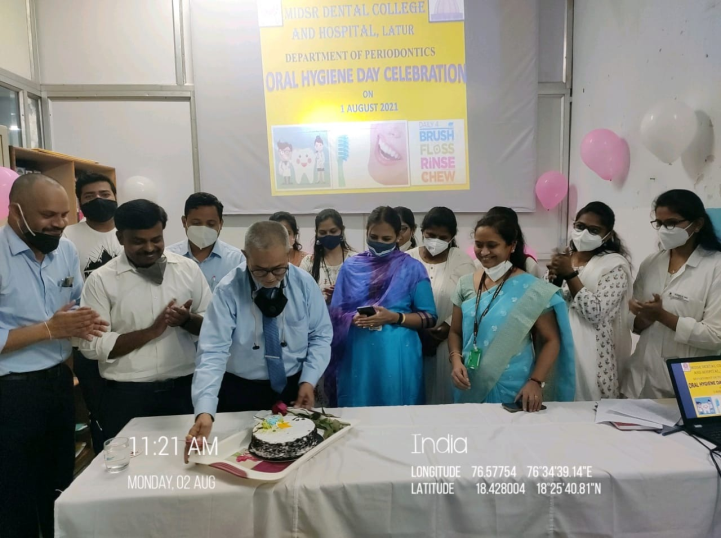 MIDSR DENTAL COLLEGE
AND HOSPITAL, LATUR
DEPARTMENT OF PERIODONTICS
ORAL HYGIENE DAY CELEBRATION
ON
1 AUGUST 2021
BRUSH
FLOSS
RiNSE
CHEW
11:21 AM
MONDAY, 02 AUG
India
LONGITUDE 76.57754 76°34'39.14"E
LATITUDE 18.428004 18°25'40.81"N